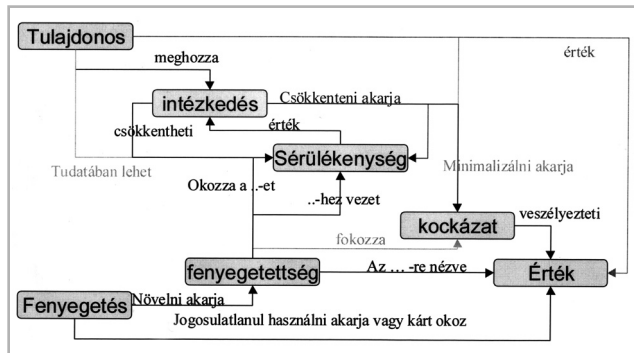 Tulajdonos
érték
meghozza
intézkedés
Csökkenteni akarja
csökkentheti
érték
Sérülékenység
Tudatában lehet
Minimalizálni akarja
Okozza a ..-et
..-hez vezet
kockázat
veszélyezteti
fokozza
fenyegetettség
Az … -re nézve
Érték
Fenyegetés
Növelni akarja
Jogosulatlanul használni akarja vagy kárt okoz